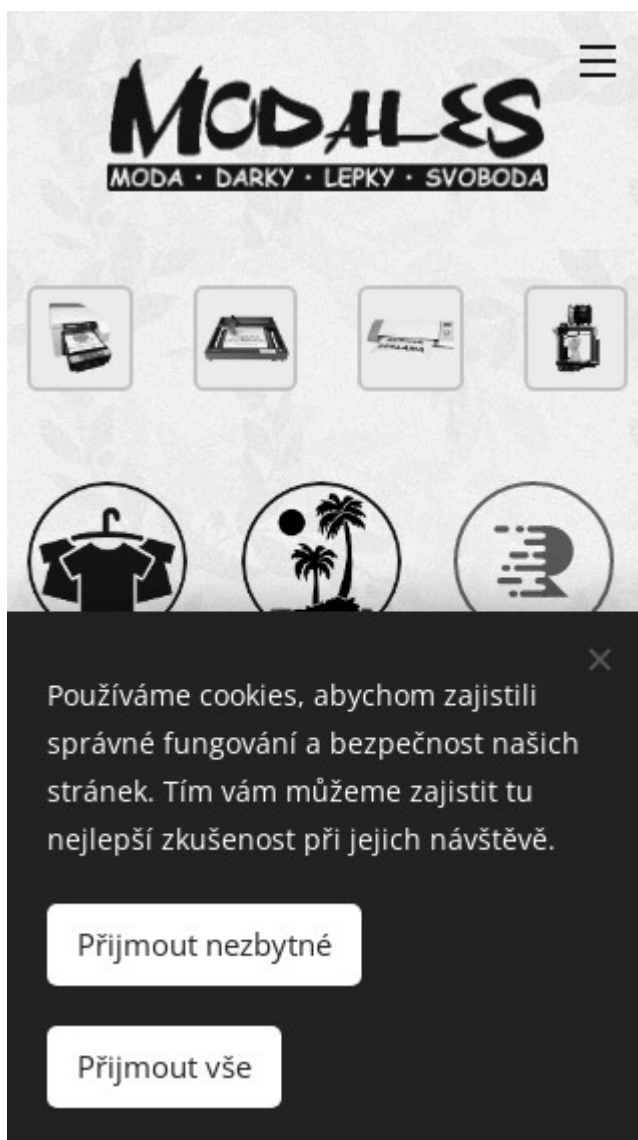 MODALES
MODA · DARKY · LEPKY · SVOBODA
Používáme cookies, abychom zajistili
správné fungování a bezpečnost našich
stránek. Tím vám můžeme zajistit tu
nejlepší zkušenost při jejich návštěvě.
Přijmout nezbytné
Přijmout vše